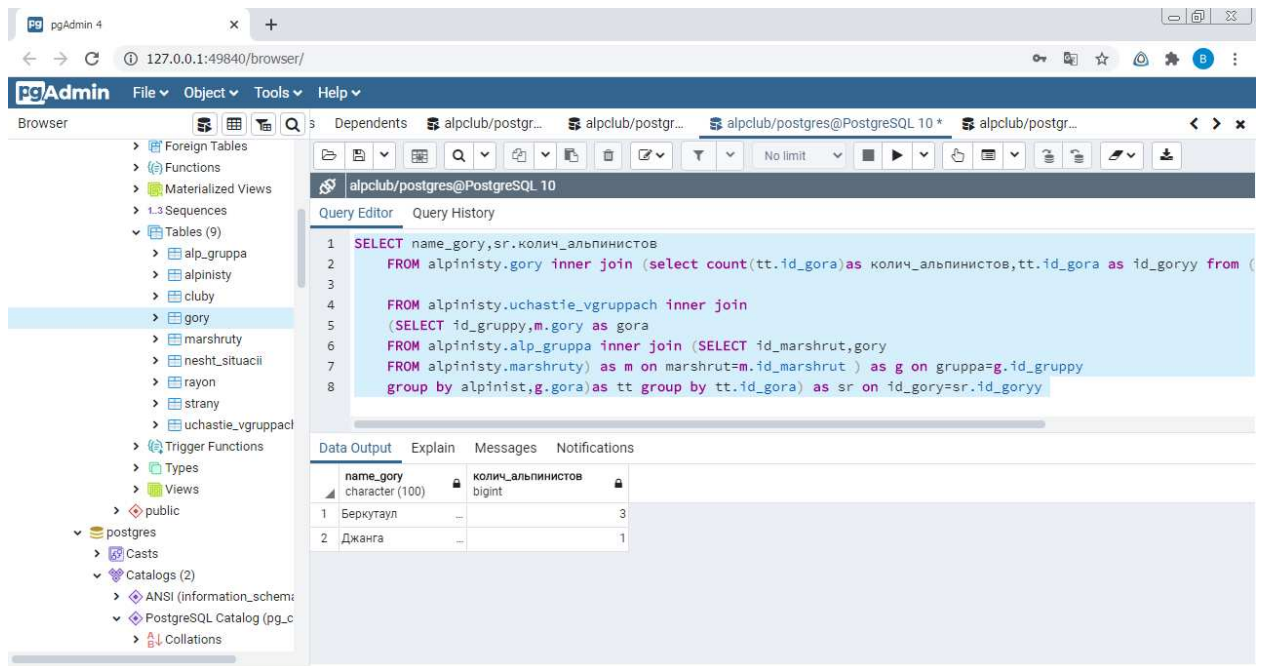 pgAdmin 4
127.0.0.1:49840/browser/
B
pgAdmin File Object Tools Help
Browser
s Dependents alpclub/postgr... alpclub/postgr... alpclub/postgres@PostgreSQL 10 * alpclub/postgr...
No limit
alpclub/postgres@PostgreSQL 10
Query Editor Query History
1 SELECT name_gory,sr.колич_альпинистов
2 FROM alpinisty.gory inner join (select count(tt.id_gora)as колич_альпинистов,tt.id_gora as id_goryy from (
3
4 FROM alpinisty.uchastie_vgruppach inner join
5 (SELECT id_gruppy,m.gory as gora
6 FROM alpinisty.alp_gruppa inner join (SELECT id_marshrut,gory
7 FROM alpinisty.marshruty) as m on marshrut=m.id_marshrut ) as g on gruppa=g.id_gruppy
8 group by alpinist,g.gora)as tt group by tt.id_gora) as sr on id_gory=sr.id_goryy
Data Output Explain Messages Notifications
name_gory
character (100)
колич_альпинистов
bigint
1 Беркутаул ... 3
2 Джанга ... 1
Foreign Tables
Functions
Materialized Views
1..3 Sequences
Tables (9)
alp_gruppa
alpinisty
cluby
gory
marshruty
nesht_situacii
rayon
strany
uchastie_vgruppach
Trigger Functions
Types
Views
public
postgres
Casts
Catalogs (2)
ANSI (information_schema
PostgreSQL Catalog (pg_c
Collations